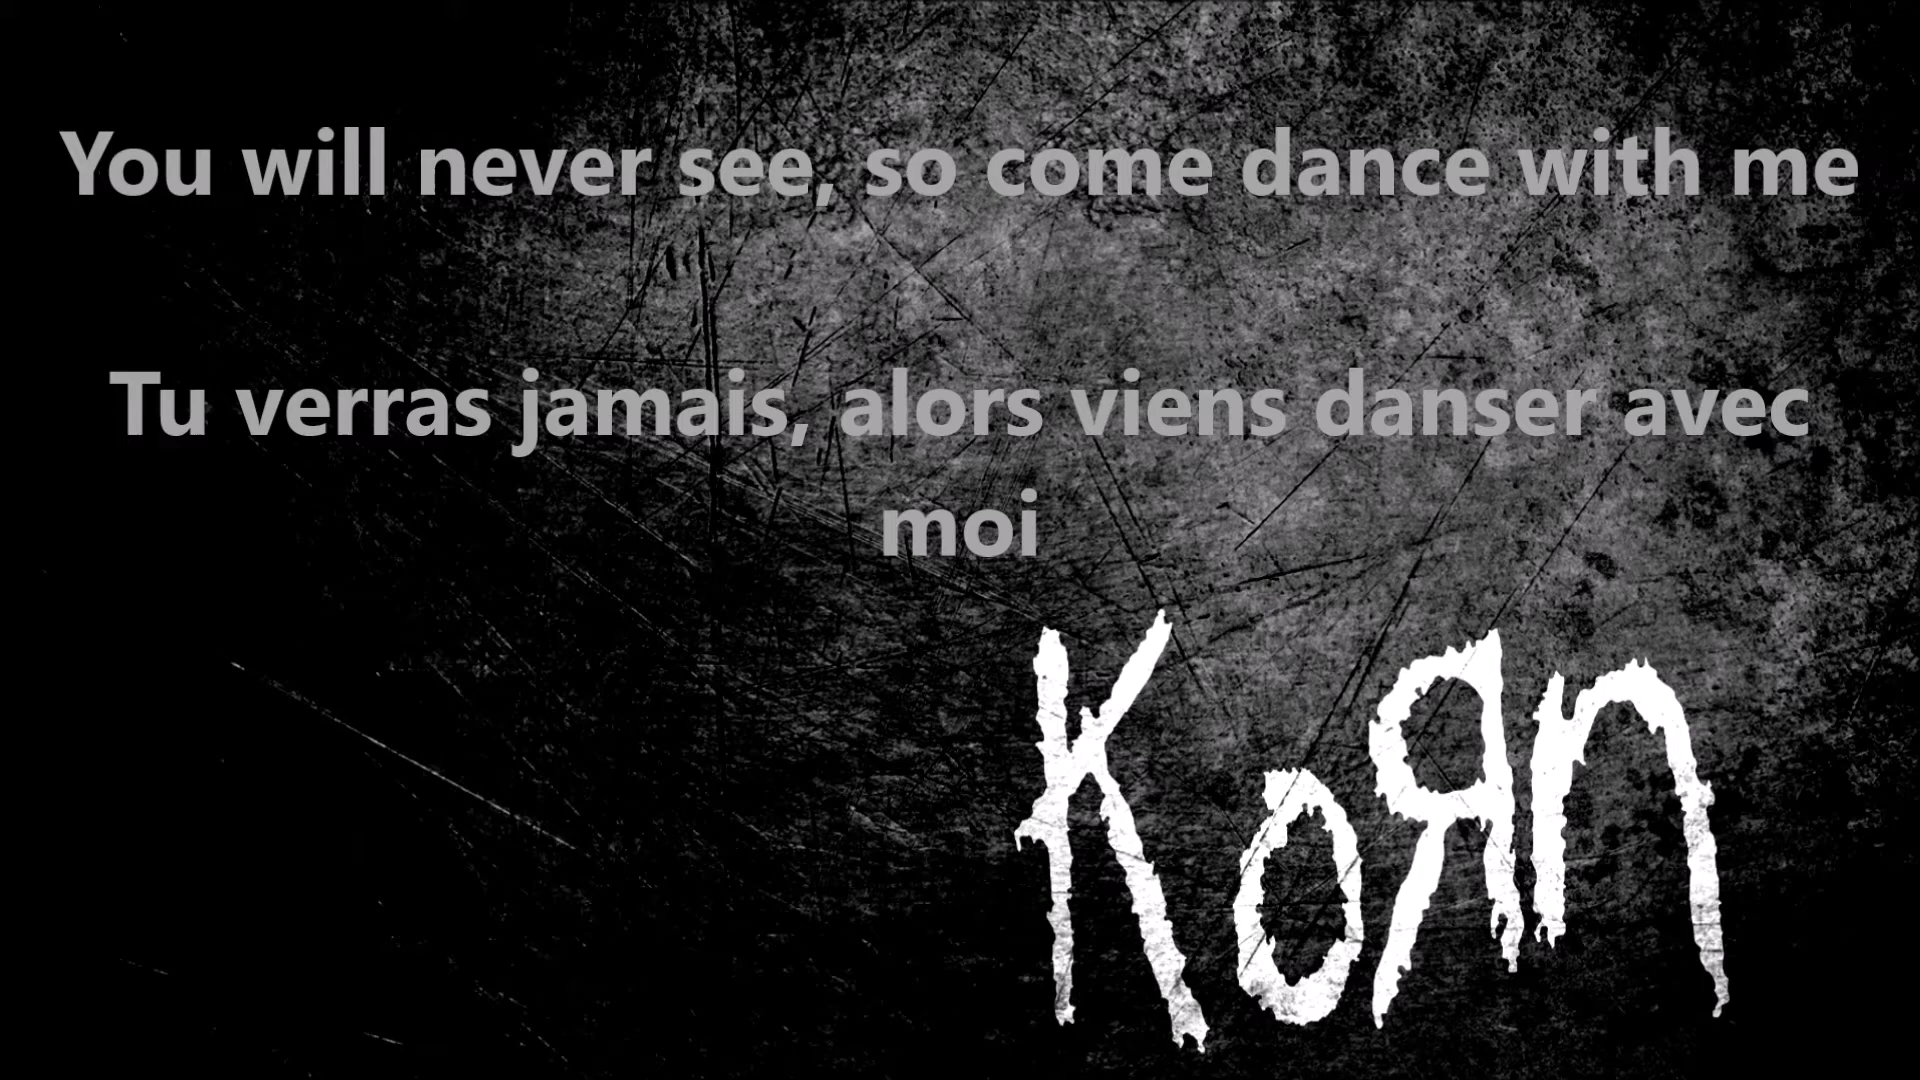 You will never see, so come dance with me
Tu verras jamais, alors viens danser avec
moi
KoЯn